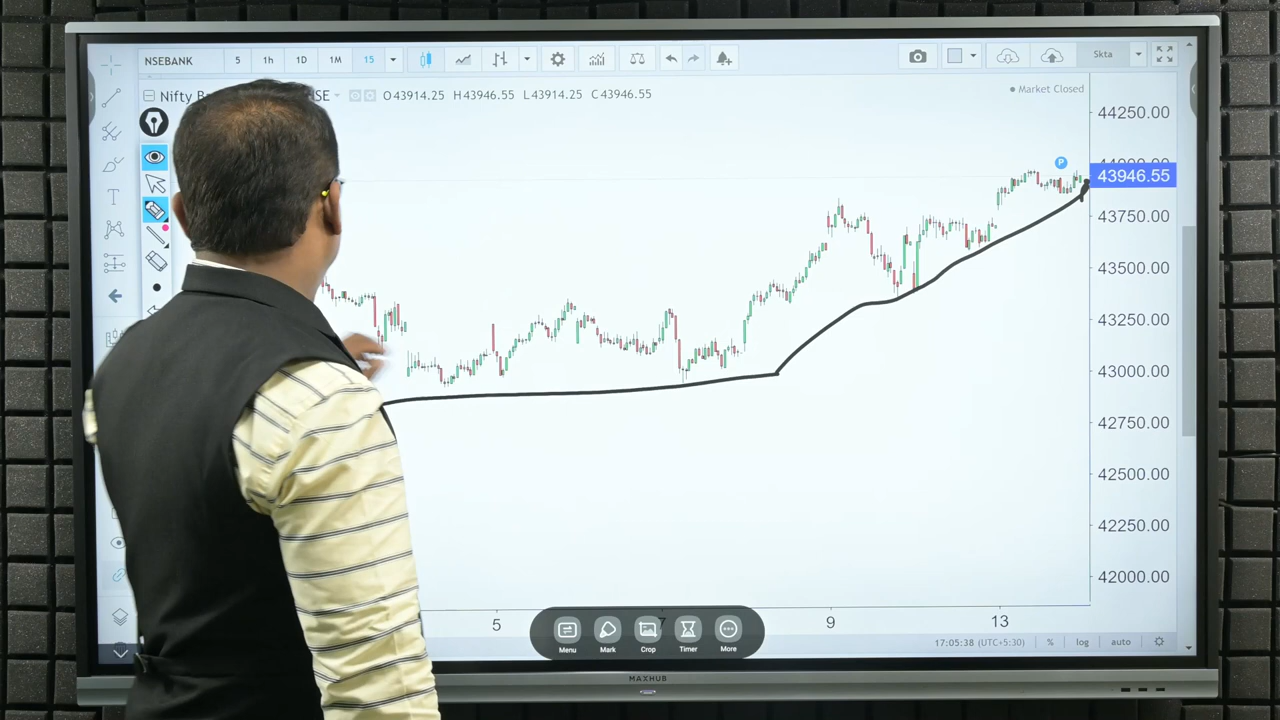 NSEBANK 5 1h 1D 1M 15 Skta
Nifty B SE O43914.25 H43946.55 L43914.25 C43946.55
Market Closed
44250.00
P
43946.55
43750.00
43500.00
43250.00
43000.00
42750.00
42500.00
42250.00
42000.00
5 7 9 13
Menu Mark Crop Timer More
17:05:38 (UTC+5:30) % log auto
MAXHUB